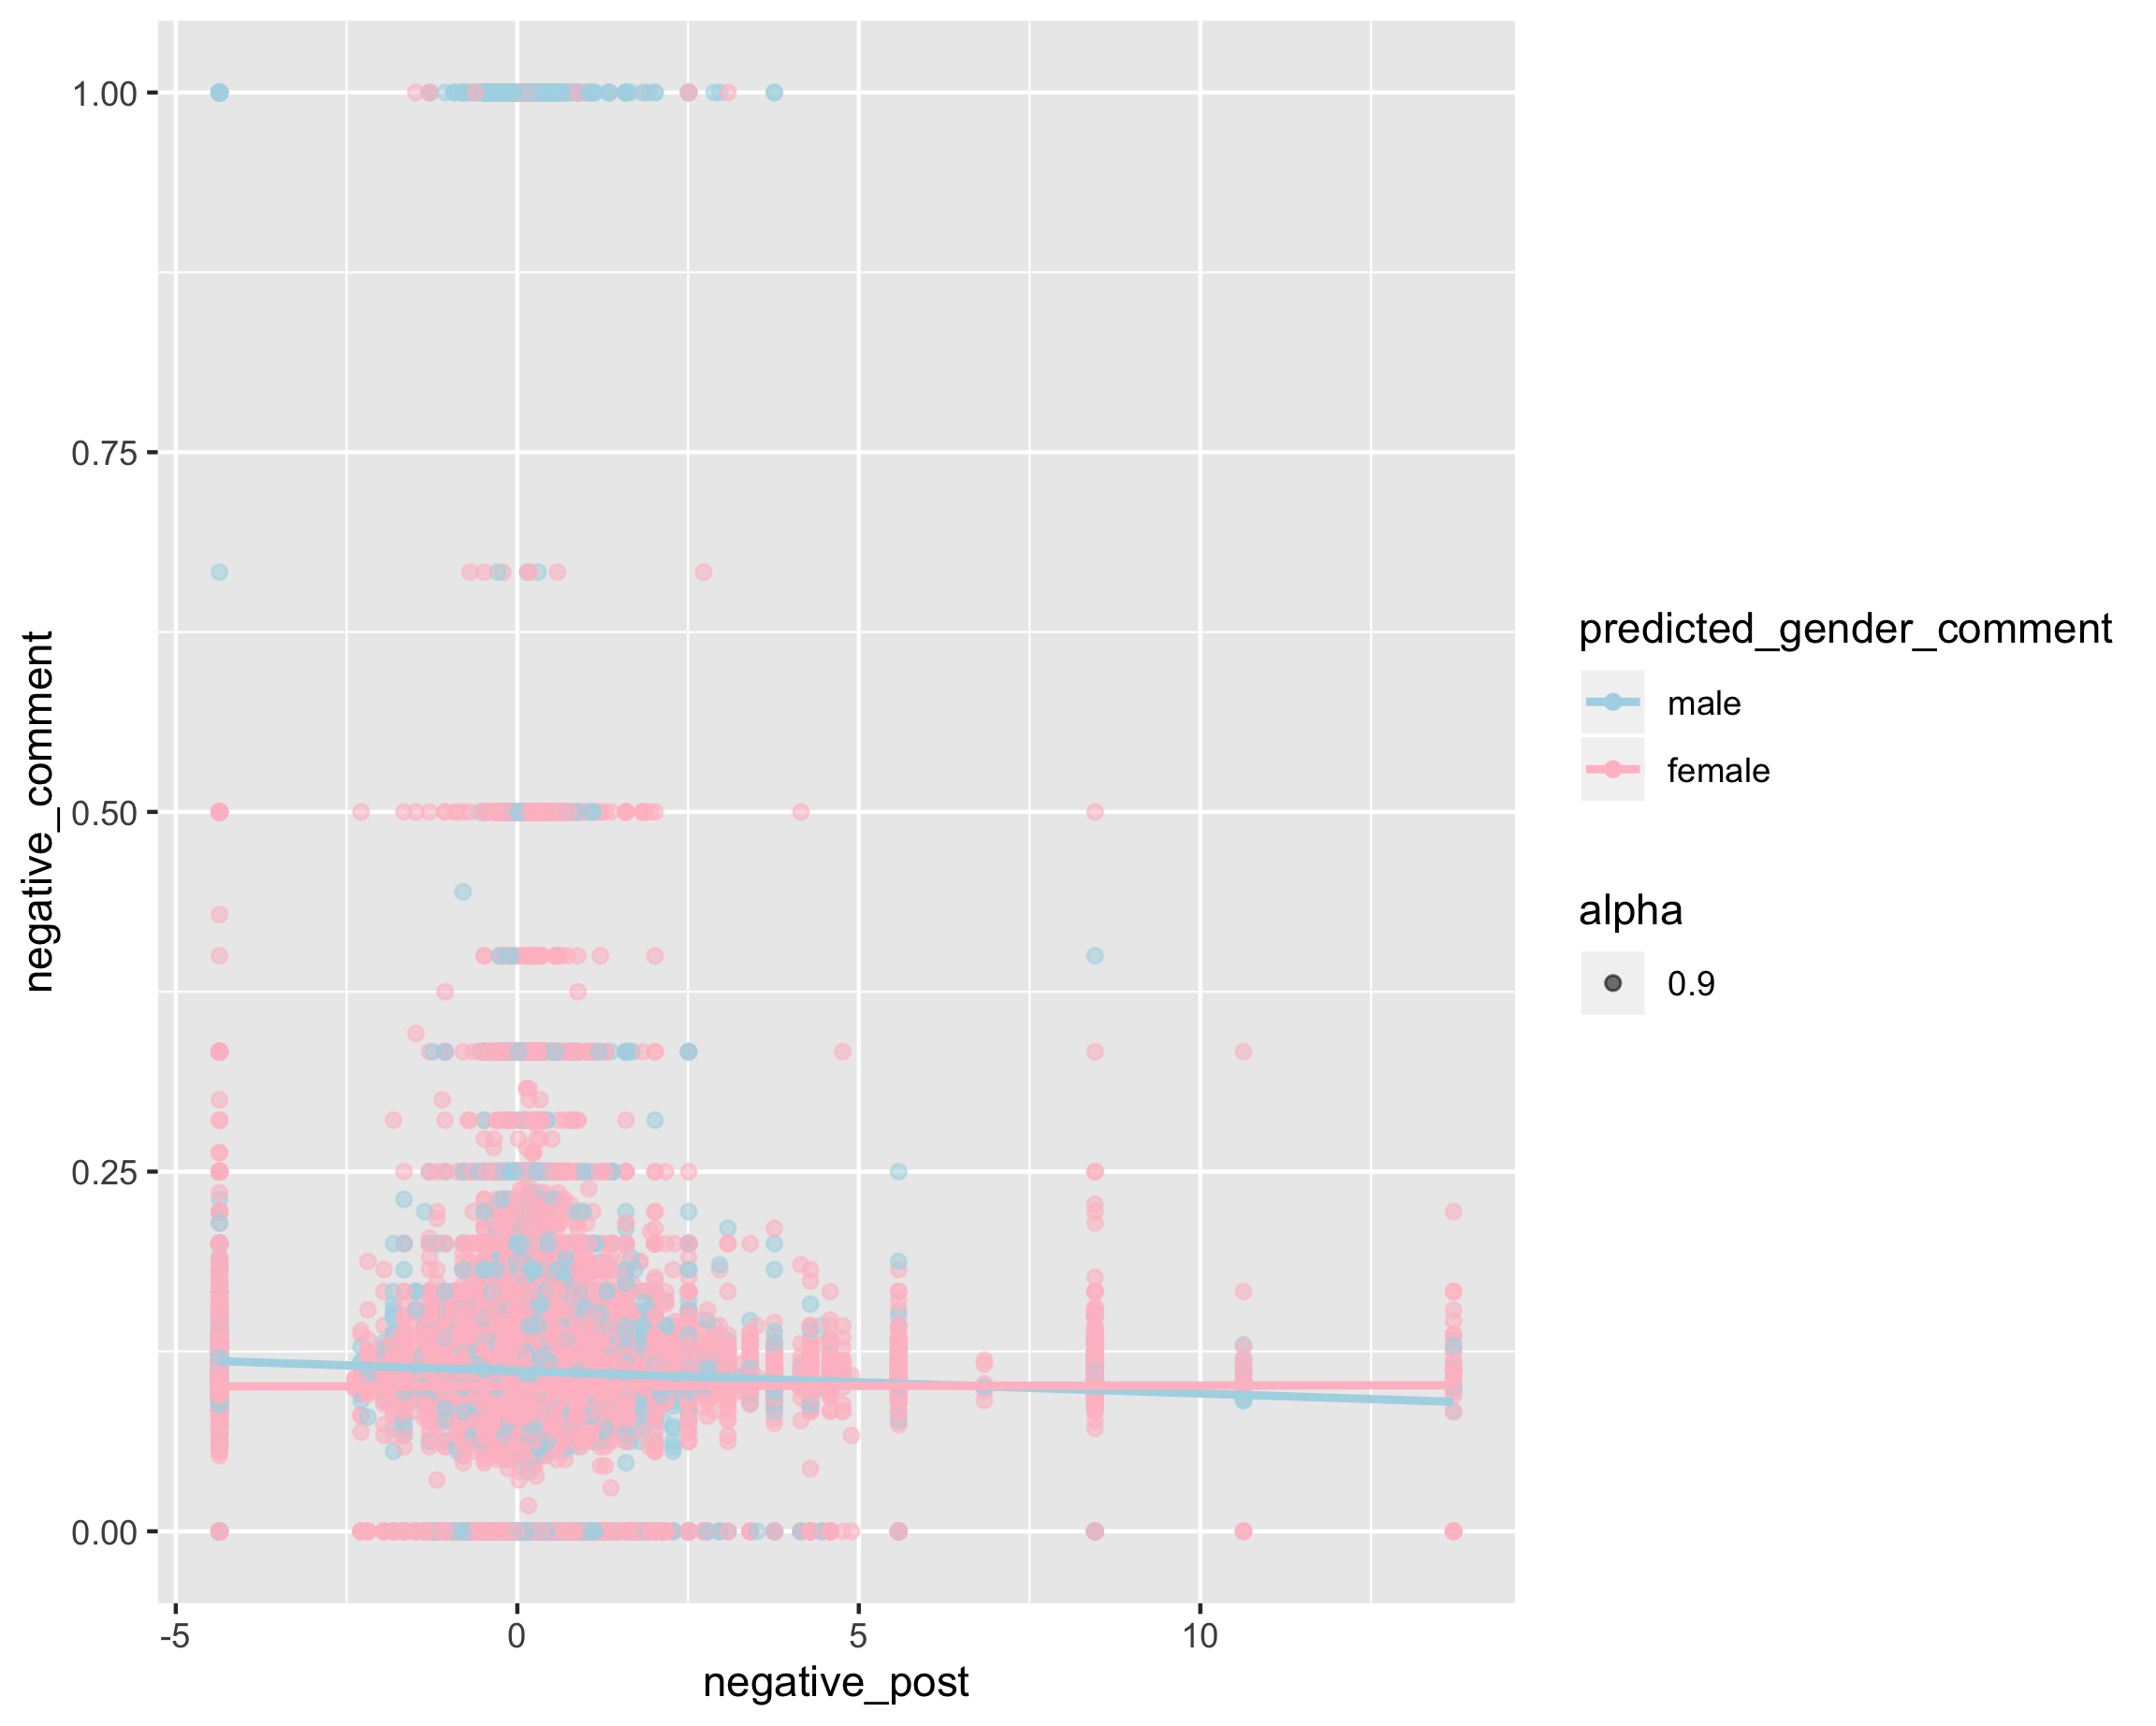 1.00
0.75
0.50
0.25
0.00
negative_comment
-5
0
5
10
negative_post
predicted_gender_comment
male
female
alpha
0.9